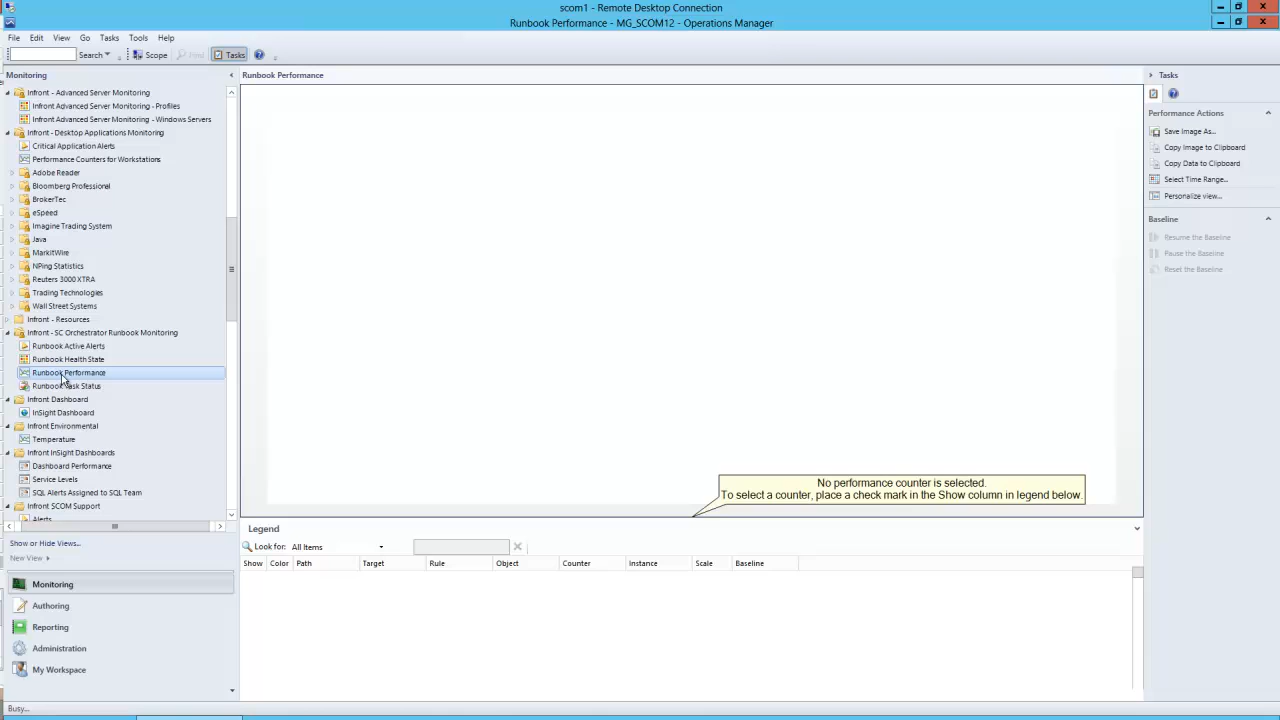 scom1 - Remote Desktop Connection
Runbook Performance - MG_SCOM12 - Operations Manager
File Edit View Go Tasks Tools Help
Search Scope Find Tasks
Monitoring
Infront - Advanced Server Monitoring
Infront Advanced Server Monitoring - Profiles
Infront Advanced Server Monitoring - Windows Servers
Infront - Desktop Applications Monitoring
Critical Application Alerts
Performance Counters for Workstations
Adobe Reader
Bloomberg Professional
BrokerTec
eSpeed
Imagine Trading System
Java
MarkitWire
NPing Statistics
Reuters 3000 XTRA
Trading Technologies
Wall Street Systems
Infront - Resources
Infront - SC Orchestrator Runbook Monitoring
Runbook Active Alerts
Runbook Health State
Runbook Performance
Runbook Task Status
Infront Dashboard
InSight Dashboard
Infront Environmental
Temperature
Infront InSight Dashboards
Dashboard Performance
Service Levels
SQL Alerts Assigned to SQL Team
Infront SCOM Support
Alerts
Show or Hide Views...
New View
Monitoring
Authoring
Reporting
Administration
My Workspace
Busy...
Runbook Performance
No performance counter is selected.
To select a counter, place a check mark in the Show column in legend below.
Legend
Look for: All Items
Show Color Path Target Rule Object Counter Instance Scale Baseline
Tasks
Performance Actions
Save Image As...
Copy Image to Clipboard
Copy Data to Clipboard
Select Time Range...
Personalize view...
Baseline
Resume the Baseline
Pause the Baseline
Reset the Baseline